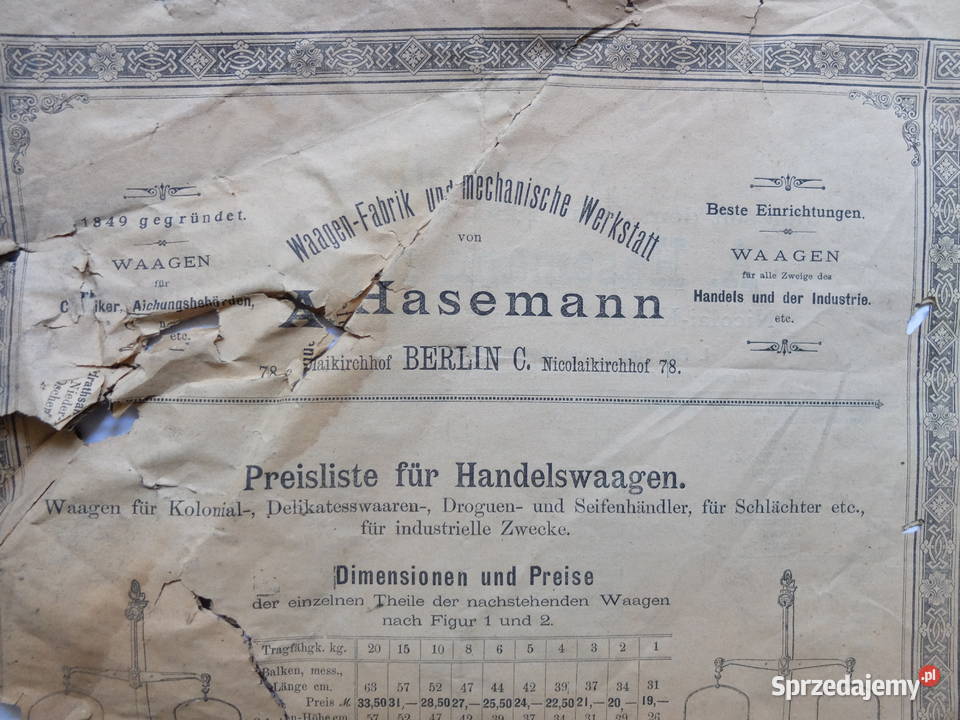 Waagen-Fabrik und mechanische Werkstatt
von
A. Hasemann
BERLIN C. Nicolaikirchhof 78.
1849 gegründet.
WAAGEN
für
Aichungsbehörden,
etc.
Beste Einrichtungen.
WAAGEN
für alle Zweige des
Handels und der Industrie.
etc.
Preisliste für Handelswaagen.
Waagen für Kolonial-, Delikatesswaaren-, Droguen- und Seifenhändler, für Schlächter etc.,
für industrielle Zwecke.
Dimensionen und Preise
der einzelnen Theile der nachstehenden Waagen
nach Figur 1 und 2.
Tragfähgk. kg. 20 15 10 8 6 5 4 3 2 1
Balken, mess.,
Länge cm. 63 57 52 47 44 42 39 37 34 31
Preis M. 33,50 31,— 28,50 27,— 25,50 24,— 22,50 21,— 20— 19,—
Sprzedajemy.pl